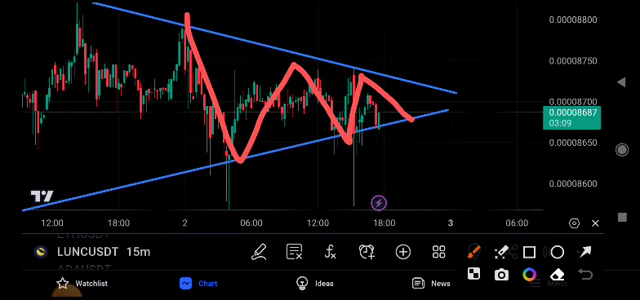 0.00008800
0.00008750
0.00008700
0.00008687
03:09
0.00008650
0.00008600
12:00 18:00 2 06:00 12:00 18:00 3 06:00
LUNCUSDT 15m
ADAUSDT
Watchlist Chart Ideas News Menu